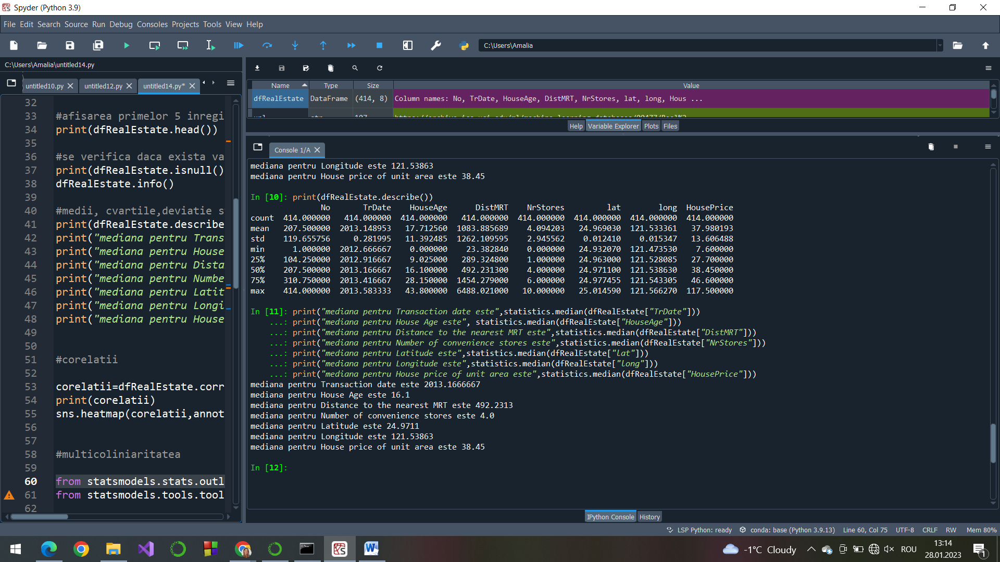 Spyder (Python 3.9)
File Edit Search Source Run Debug Consoles Projects Tools View Help
C:\Users\Amalia
C:\Users\Amalia\untitled14.py
untitled10.py untitled12.py untitled14.py*
32
33 #afisarea primelor 5 inregi
34 print(dfRealEstate.head())
35
36 #se verifica daca exista va
37 print(dfRealEstate.isnull()
38 dfRealEstate.info()
39
40 #medii, cvartile,deviatie s
41 print(dfRealEstate.describe
42 print("mediana pentru Trans
43 print("mediana pentru House
44 print("mediana pentru Dista
45 print("mediana pentru Numbe
46 print("mediana pentru Latit
47 print("mediana pentru Longi
48 print("mediana pentru House
49
50
51 #corelatii
52
53 corelatii=dfRealEstate.corr
54 print(corelatii)
55 sns.heatmap(corelatii,annot
56
57
58 #multicoliniaritatea
59
60 from statsmodels.stats.outl
61 from statsmodels.tools.tool
62
Name Type Size Value
dfRealEstate DataFrame (414, 8) Column names: No, TrDate, HouseAge, DistMRT, NrStores, lat, long, Hous ...
Help Variable Explorer Plots Files
Console 1/A
mediana pentru Longitude este 121.53863
mediana pentru House price of unit area este 38.45
In [10]: print(dfRealEstate.describe())
No TrDate HouseAge DistMRT NrStores lat long HousePrice
count 414.000000 414.000000 414.000000 414.000000 414.000000 414.000000 414.000000 414.000000
mean 207.500000 2013.148953 17.712560 1083.885689 4.094203 24.969030 121.533361 37.980193
std 119.655756 0.281995 11.392485 1262.109595 2.945562 0.012410 0.015347 13.606488
min 1.000000 2012.666667 0.000000 23.382840 0.000000 24.932070 121.473530 7.600000
25% 104.250000 2012.916667 9.025000 289.324800 1.000000 24.963000 121.528085 27.700000
50% 207.500000 2013.166667 16.100000 492.231300 4.000000 24.971100 121.538630 38.450000
75% 310.750000 2013.416667 28.150000 1454.279000 6.000000 24.977455 121.543305 46.600000
max 414.000000 2013.583333 43.800000 6488.021000 10.000000 25.014590 121.566270 117.500000
In [11]: print("mediana pentru Transaction date este",statistics.median(dfRealEstate["TrDate"]))
...: print("mediana pentru House Age este", statistics.median(dfRealEstate["HouseAge"]))
...: print("mediana pentru Distance to the nearest MRT este",statistics.median(dfRealEstate["DistMRT"]))
...: print("mediana pentru Number of convenience stores este",statistics.median(dfRealEstate["NrStores"]))
...: print("mediana pentru Latitude este",statistics.median(dfRealEstate["lat"]))
...: print("mediana pentru Longitude este",statistics.median(dfRealEstate["long"]))
...: print("mediana pentru House price of unit area este",statistics.median(dfRealEstate["HousePrice"]))
mediana pentru Transaction date este 2013.1666667
mediana pentru House Age este 16.1
mediana pentru Distance to the nearest MRT este 492.2313
mediana pentru Number of convenience stores este 4.0
mediana pentru Latitude este 24.9711
mediana pentru Longitude este 121.53863
mediana pentru House price of unit area este 38.45
In [12]:
IPython Console History
LSP Python: ready conda: base (Python 3.9.13) Line 60, Col 75 UTF-8 CRLF RW Mem 80%
-1°C Cloudy ROU 13:14
28.01.2023
1